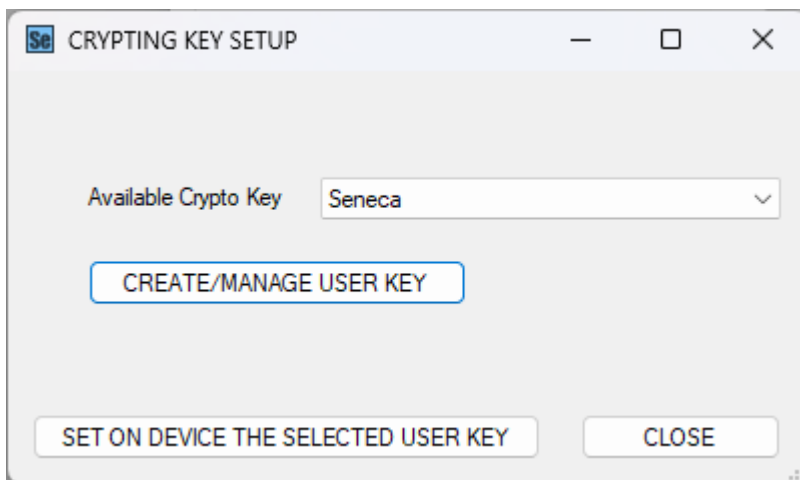 Se CRYPTING KEY SETUP
Available Crypto Key Seneca
CREATE/MANAGE USER KEY
SET ON DEVICE THE SELECTED USER KEY CLOSE